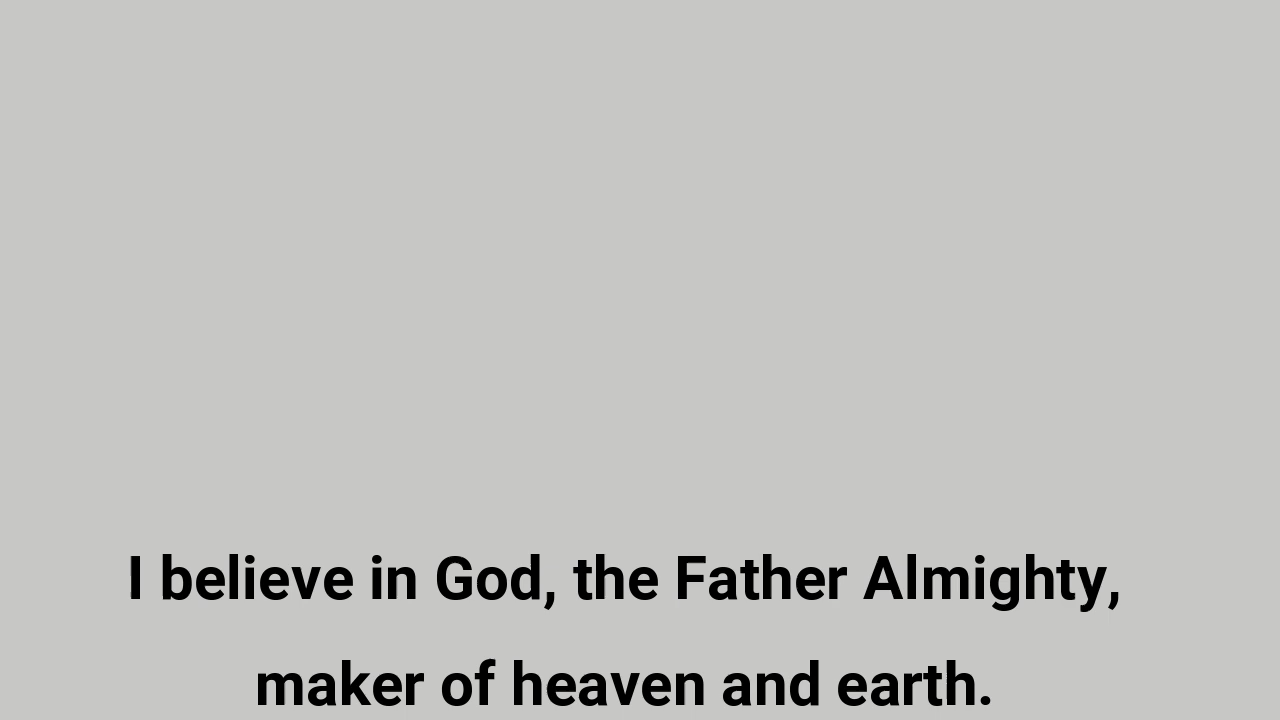 I believe in God, the Father Almighty,
maker of heaven and earth.